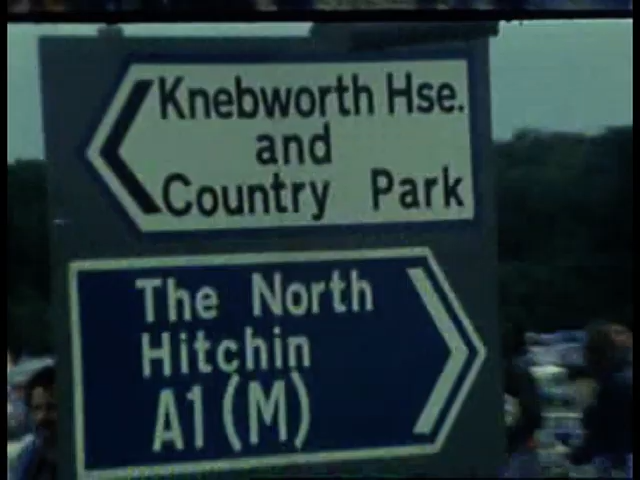 Knebworth Hse.
and
Country Park
The North
Hitchin
A1(M)